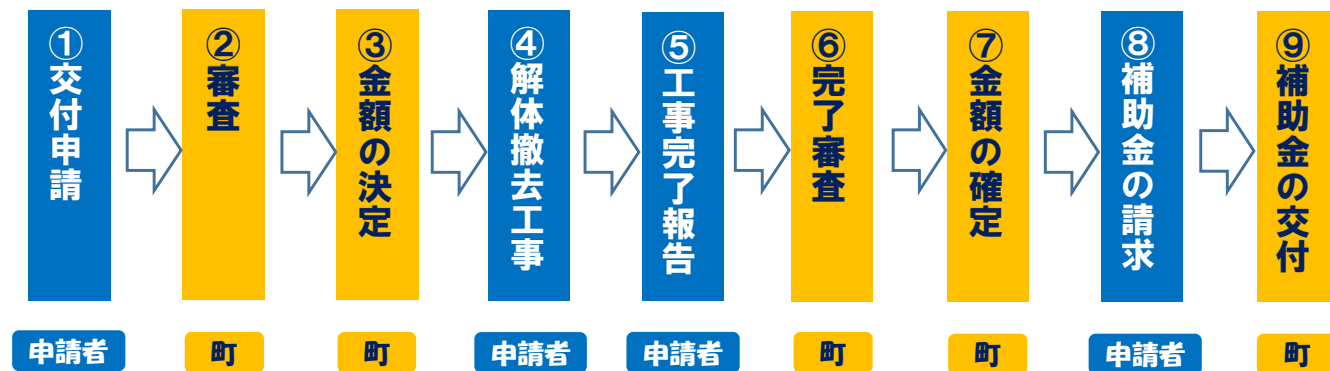 ①交付申請
②審査
③金額の決定
④解体撤去工事
⑤工事完了報告
⑥完了審査
⑦金額の確定
⑧補助金の請求
⑨補助金の交付
申請者
町
町
申請者
申請者
町
町
申請者
町